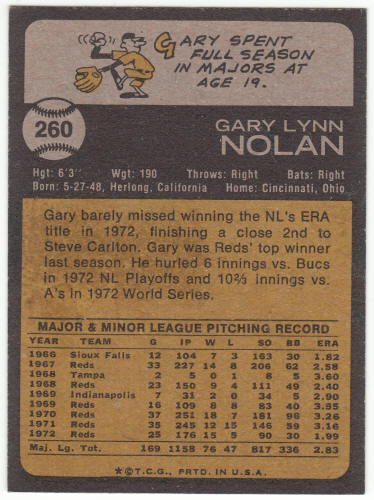 GARY SPENT
FULL SEASON
IN MAJORS AT
AGE 19.
260
GARY LYNN
NOLAN
Hgt: 6'3" Wgt: 190 Throws: Right Bats: Right
Born: 5-27-48, Herlong, California Home: Cincinnati, Ohio
Gary barely missed winning the NL's ERA
title in 1972, finishing a close 2nd to
Steve Carlton. Gary was Reds' top winner
last season. He hurled 6 innings vs. Bucs
in 1972 NL Playoffs and 10⅔ innings vs.
A's in 1972 World Series.
MAJOR & MINOR LEAGUE PITCHING RECORD
YEAR TEAM G IP W L SO BB ERA
1966 Sioux Falls 12 104 7 3 163 30 1.82
1967 Reds 33 227 14 8 206 62 2.58
1968 Tampa 2 5 0 1 8 5 3.60
1968 Reds 23 150 9 4 111 49 2.40
1969 Indianapolis 7 31 2 0 34 5 2.90
1969 Reds 16 109 8 8 83 40 3.55
1970 Reds 37 251 18 7 181 96 3.26
1971 Reds 35 245 12 15 146 59 3.16
1972 Reds 25 176 15 5 90 30 1.99
Maj. Lg. Tot. 169 1158 76 47 817 336 2.83
★©T.C.G., PRTD. IN U.S.A.